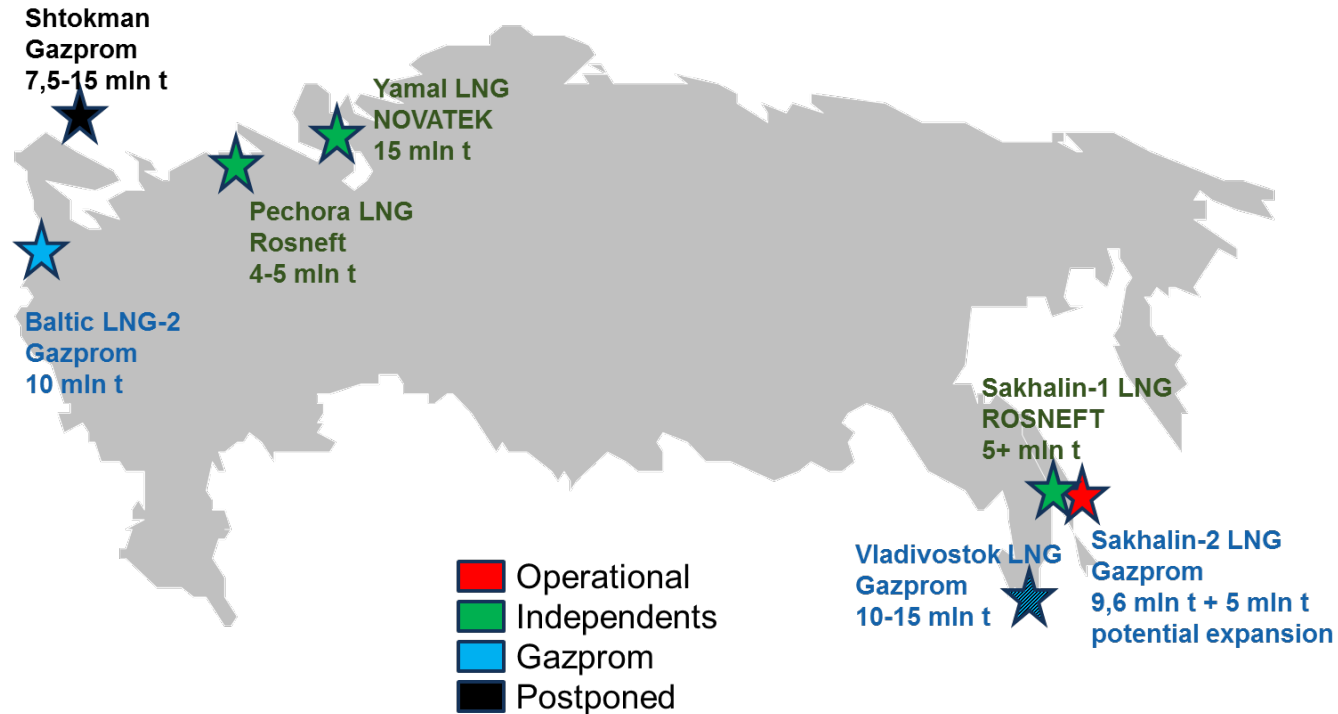 Shtokman
Gazprom
7,5-15 mln t
Yamal LNG
NOVATEK
15 mln t
Pechora LNG
Rosneft
4-5 mln t
Baltic LNG-2
Gazprom
10 mln t
Sakhalin-1 LNG
ROSNEFT
5+ mln t
Vladivostok LNG
Gazprom
10-15 mln t
Sakhalin-2 LNG
Gazprom
9,6 mln t + 5 mln t
potential expansion
Operational
Independents
Gazprom
Postponed